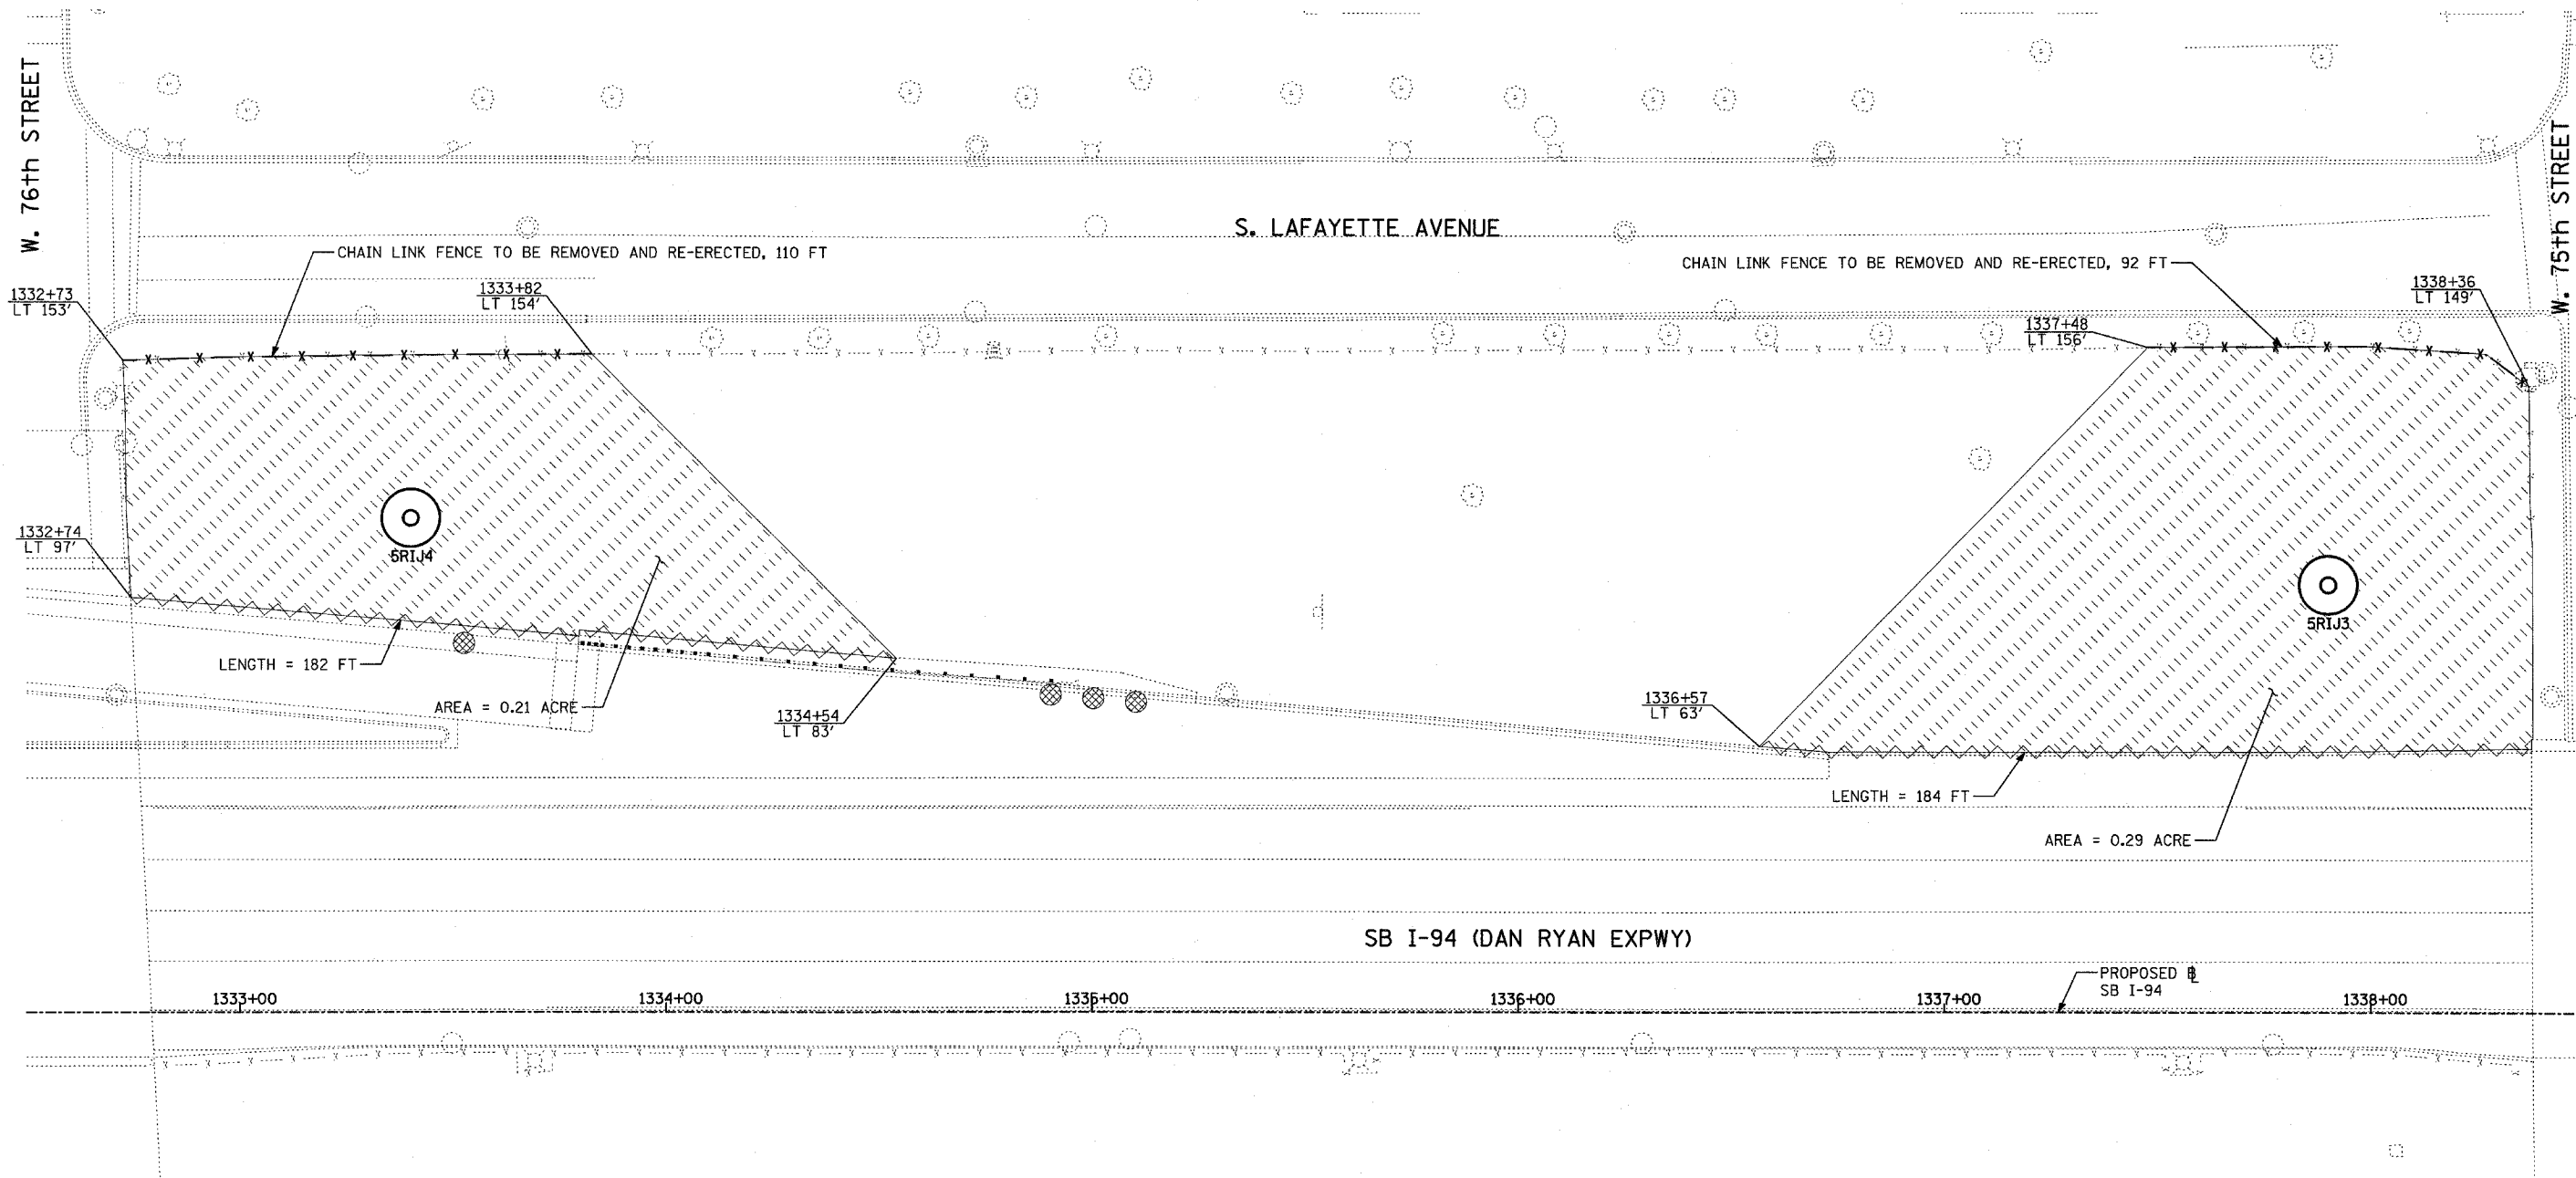 W. 76th STREET
W. 75th STREET
S. LAFAYETTE AVENUE
CHAIN LINK FENCE TO BE REMOVED AND RE-ERECTED, 110 FT
CHAIN LINK FENCE TO BE REMOVED AND RE-ERECTED, 92 FT
1332+73
LT 153'
1333+82
LT 154'
1337+48
LT 156'
1338+36
LT 149'
1332+74
LT 97'
5RIJ4
5RIJ3
LENGTH = 182 FT
AREA = 0.21 ACRE
1334+54
LT 83'
1336+57
LT 63'
LENGTH = 184 FT
AREA = 0.29 ACRE
SB I-94 (DAN RYAN EXPWY)
PROPOSED ℄
SB I-94
1333+00
1334+00
1335+00
1336+00
1337+00
1338+00